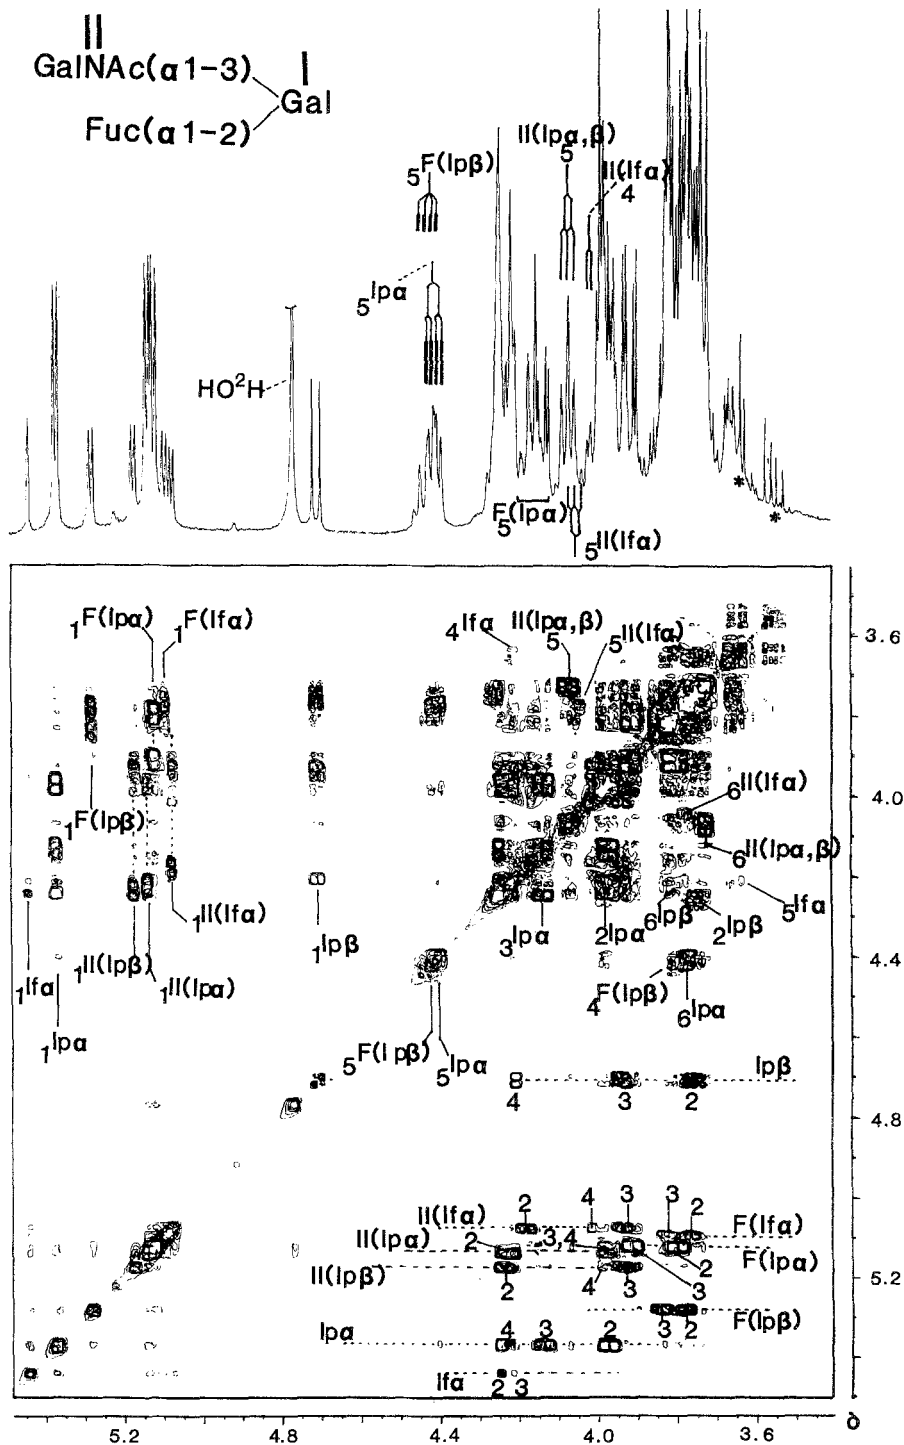 II
GalNAc(α1-3)
I
Gal
Fuc(α1-2)
5F(Ipβ)
II(Ipα,β)
5
II(Ifα)
4
5Ipα
HO²H
F(Ipα)
5
5II(Ifα)
*
*
1F(Ipα)
1F(Ifα)
4Ifα
II(Ipα,β)
5
5II(Ifα)
3.6
1F(Ipβ)
6II(Ifα)
4.0
6II(Ipα,β)
5Ifα
1II(Ifα)
1Ipβ
3Ipα
2Ipα
6Ipβ
2Ipβ
1Ifα
1II(Ipβ)
1II(Ipα)
4.4
4F(Ipβ)
6Ipα
1Ipα
5F(Ipβ)
5Ipα
Ipβ
4 3 2
4.8
II(Ifα) 2 4 3 3 2 F(Ifα)
II(Ipα) 2 3,4 2 F(Ipα)
II(Ipβ) 2 4 3 3
5.2
F(Ipβ)
3 2
Ipα 4 3 2
Ifα 2 3
δ
5.2 4.8 4.4 4.0 3.6